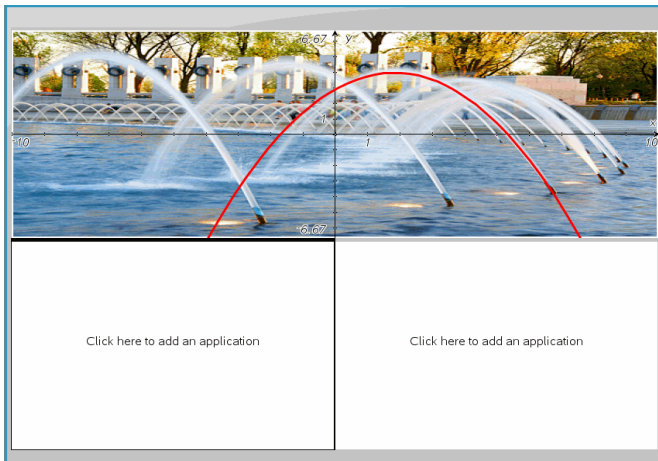 6.67 y
1
x
-10 1 10
-6.67
Click here to add an application Click here to add an application